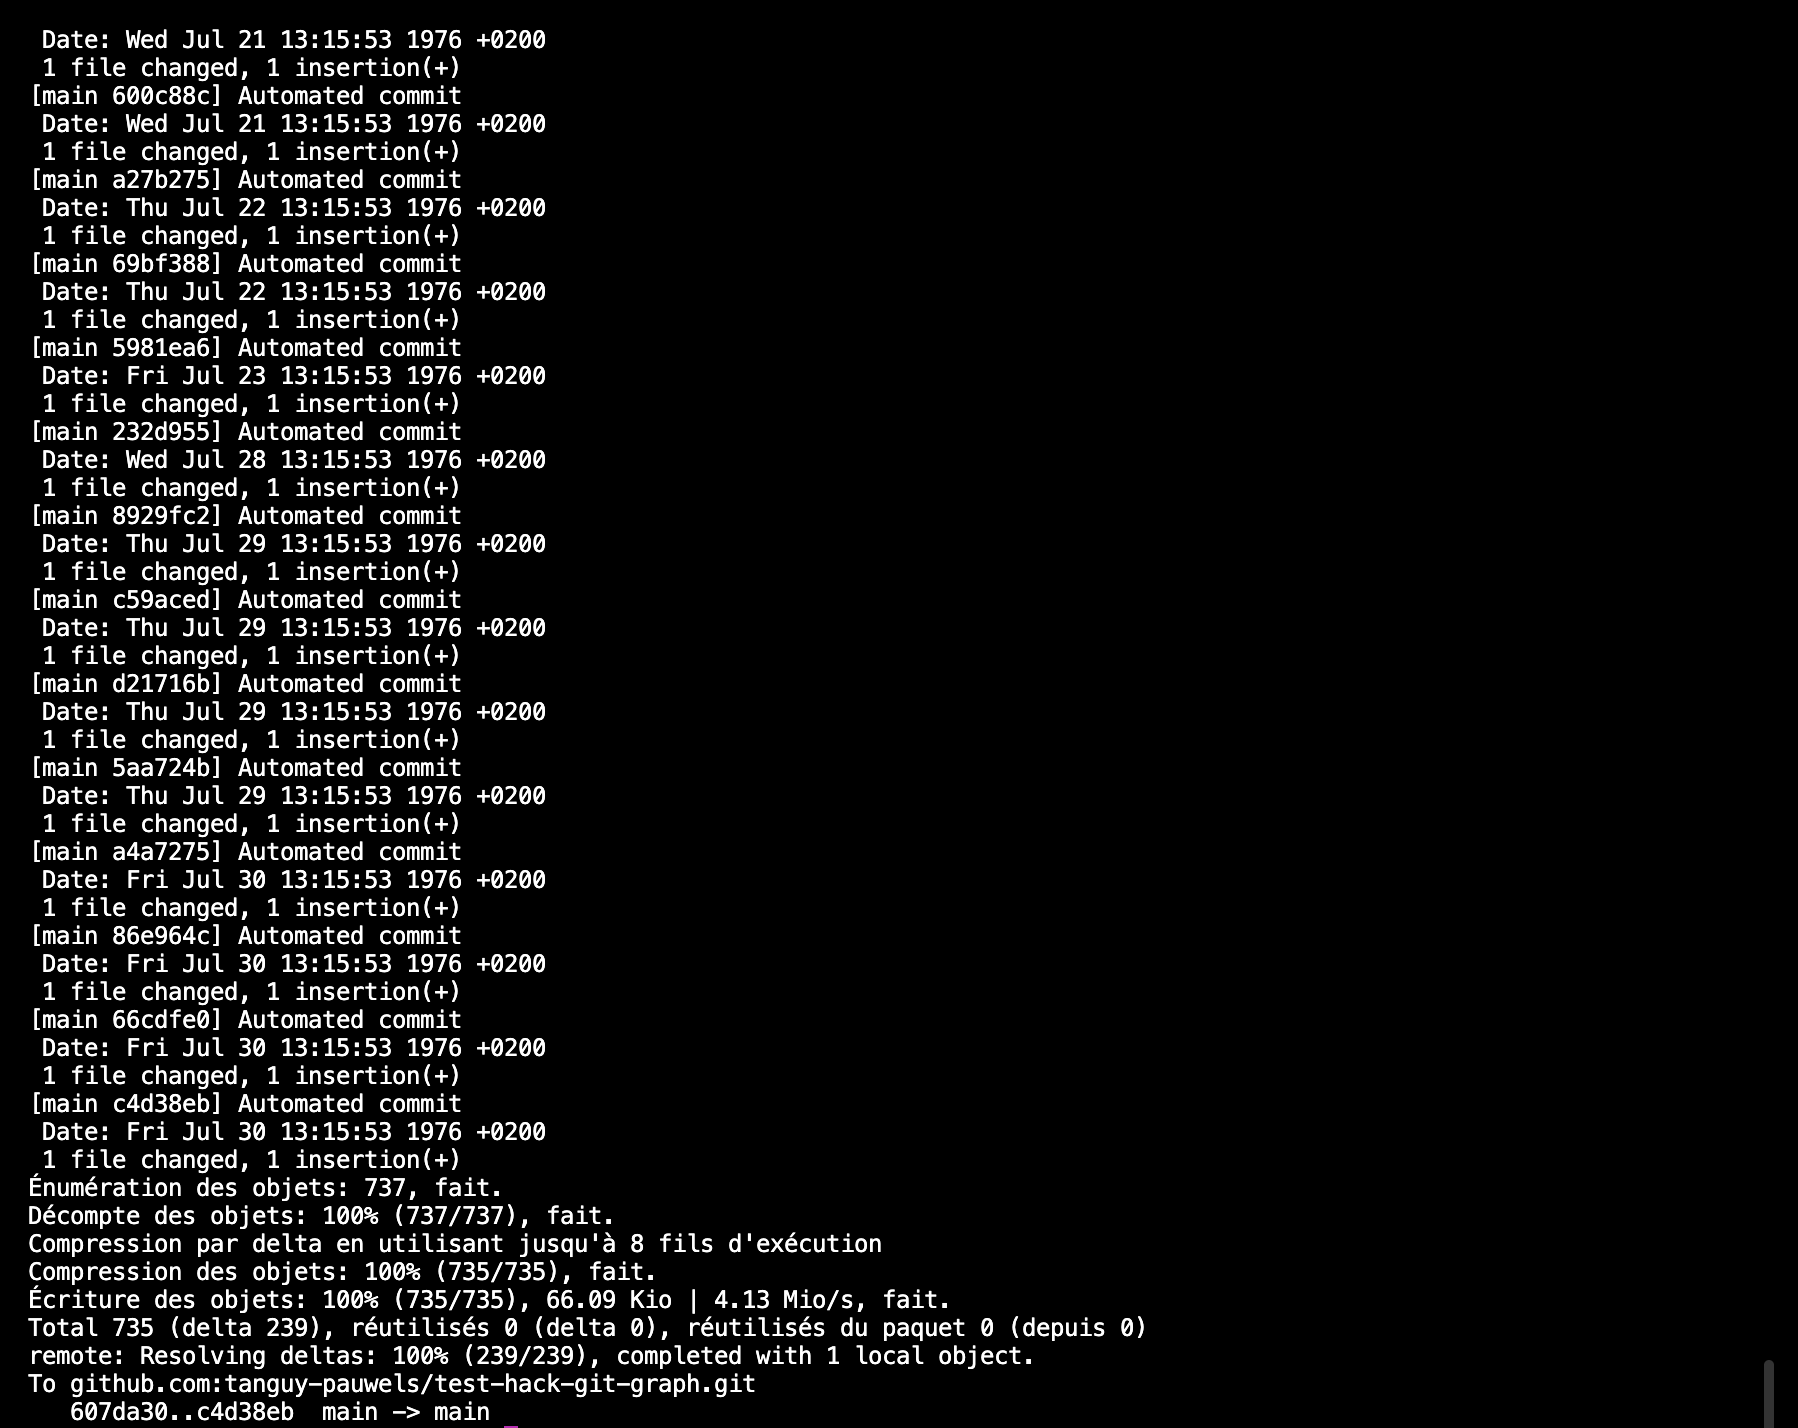 Date: Wed Jul 21 13:15:53 1976 +0200
1 file changed, 1 insertion(+)
[main 600c88c] Automated commit
Date: Wed Jul 21 13:15:53 1976 +0200
1 file changed, 1 insertion(+)
[main a27b275] Automated commit
Date: Thu Jul 22 13:15:53 1976 +0200
1 file changed, 1 insertion(+)
[main 69bf388] Automated commit
Date: Thu Jul 22 13:15:53 1976 +0200
1 file changed, 1 insertion(+)
[main 5981ea6] Automated commit
Date: Fri Jul 23 13:15:53 1976 +0200
1 file changed, 1 insertion(+)
[main 232d955] Automated commit
Date: Wed Jul 28 13:15:53 1976 +0200
1 file changed, 1 insertion(+)
[main 8929fc2] Automated commit
Date: Thu Jul 29 13:15:53 1976 +0200
1 file changed, 1 insertion(+)
[main c59aced] Automated commit
Date: Thu Jul 29 13:15:53 1976 +0200
1 file changed, 1 insertion(+)
[main d21716b] Automated commit
Date: Thu Jul 29 13:15:53 1976 +0200
1 file changed, 1 insertion(+)
[main 5aa724b] Automated commit
Date: Thu Jul 29 13:15:53 1976 +0200
1 file changed, 1 insertion(+)
[main a4a7275] Automated commit
Date: Fri Jul 30 13:15:53 1976 +0200
1 file changed, 1 insertion(+)
[main 86e964c] Automated commit
Date: Fri Jul 30 13:15:53 1976 +0200
1 file changed, 1 insertion(+)
[main 66cdfe0] Automated commit
Date: Fri Jul 30 13:15:53 1976 +0200
1 file changed, 1 insertion(+)
[main c4d38eb] Automated commit
Date: Fri Jul 30 13:15:53 1976 +0200
1 file changed, 1 insertion(+)
Énumération des objets: 737, fait.
Décompte des objets: 100% (737/737), fait.
Compression par delta en utilisant jusqu'à 8 fils d'exécution
Compression des objets: 100% (735/735), fait.
Écriture des objets: 100% (735/735), 66.09 Kio | 4.13 Mio/s, fait.
Total 735 (delta 239), réutilisés 0 (delta 0), réutilisés du paquet 0 (depuis 0)
remote: Resolving deltas: 100% (239/239), completed with 1 local object.
To github.com:tanguy-pauwels/test-hack-git-graph.git
607da30..c4d38eb  main -> main